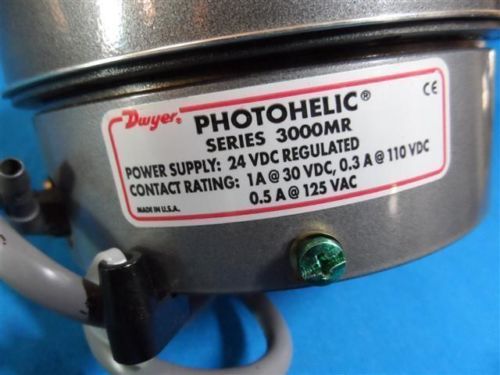 Dwyer® PHOTOHELIC® CE
SERIES 3000MR
POWER SUPPLY: 24 VDC REGULATED
CONTACT RATING: 1A @ 30 VDC, 0.3 A @ 110 VDC
0.5 A @ 125 VAC
MADE IN U.S.A.